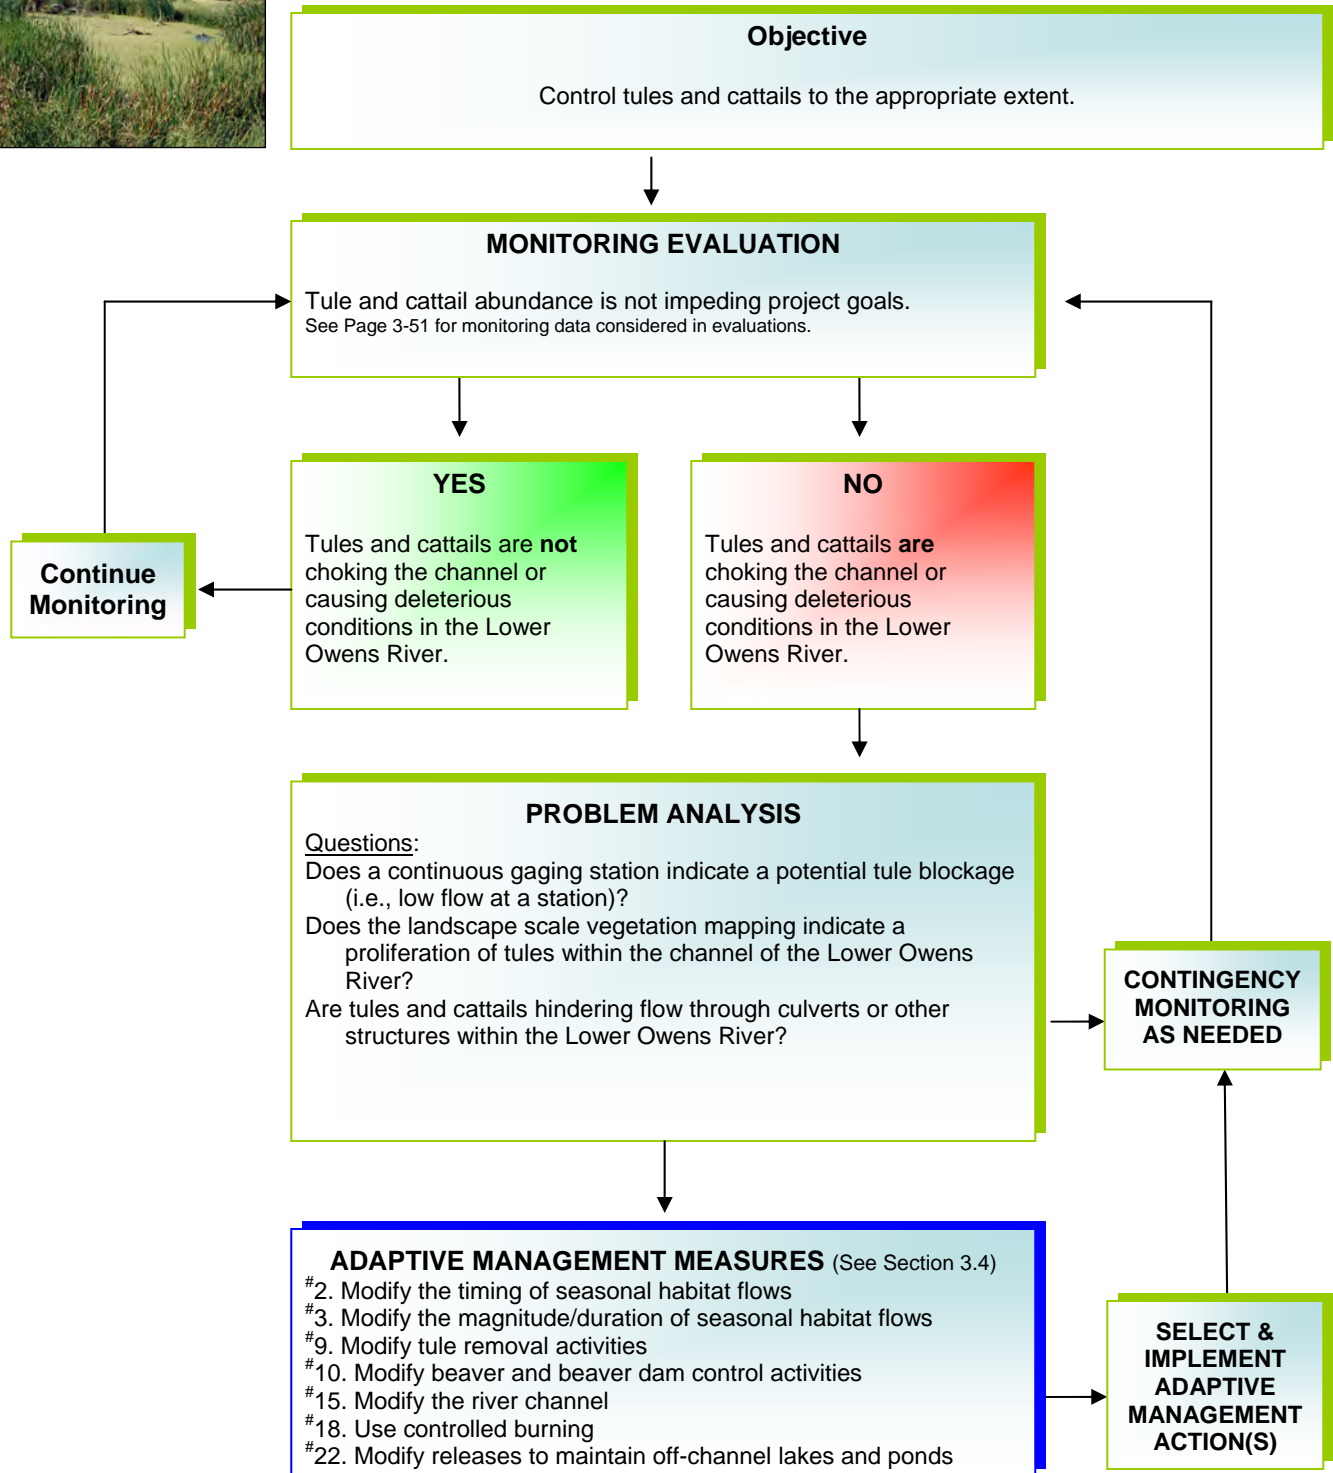 Objective
Control tules and cattails to the appropriate extent.
MONITORING EVALUATION
Tule and cattail abundance is not impeding project goals.
See Page 3-51 for monitoring data considered in evaluations.
YES
Tules and cattails are not
choking the channel or
causing deleterious
conditions in the Lower
Owens River.
NO
Tules and cattails are
choking the channel or
causing deleterious
conditions in the Lower
Owens River.
Continue
Monitoring
PROBLEM ANALYSIS
Questions:
Does a continuous gaging station indicate a potential tule blockage
(i.e., low flow at a station)?
Does the landscape scale vegetation mapping indicate a
proliferation of tules within the channel of the Lower Owens
River?
Are tules and cattails hindering flow through culverts or other
structures within the Lower Owens River?
CONTINGENCY
MONITORING
AS NEEDED
ADAPTIVE MANAGEMENT MEASURES (See Section 3.4)
#2. Modify the timing of seasonal habitat flows
#3. Modify the magnitude/duration of seasonal habitat flows
#9. Modify tule removal activities
#10. Modify beaver and beaver dam control activities
#15. Modify the river channel
#18. Use controlled burning
#22. Modify releases to maintain off-channel lakes and ponds
SELECT &
IMPLEMENT
ADAPTIVE
MANAGEMENT
ACTION(S)